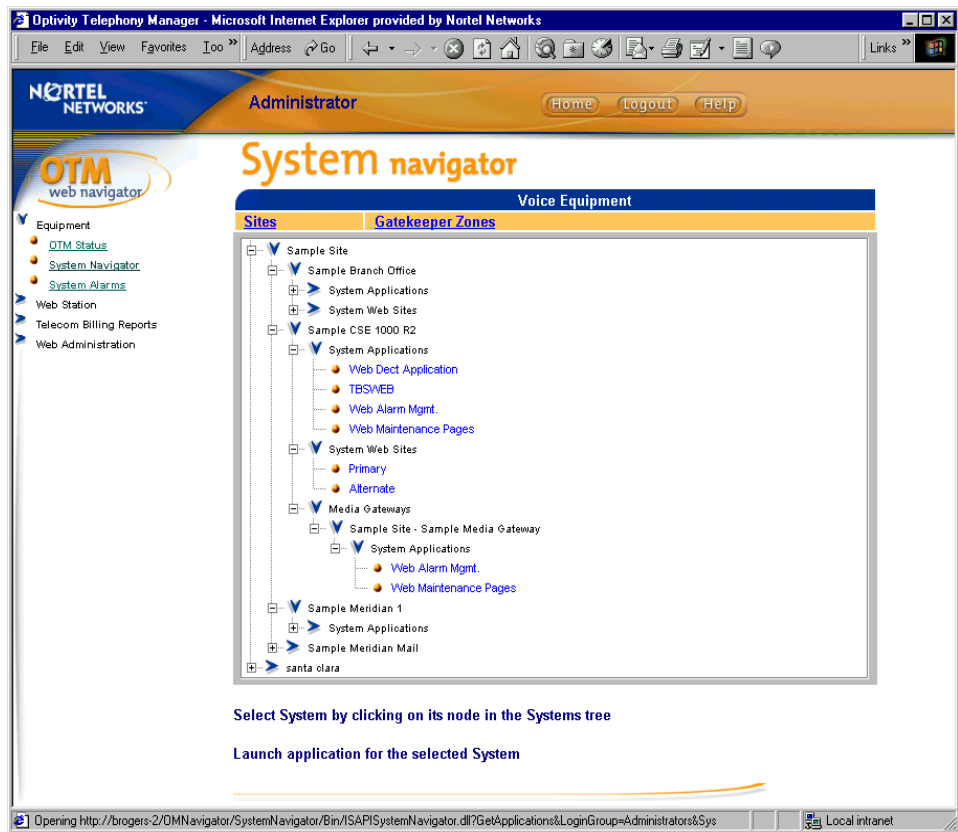 Optivity Telephony Manager - Microsoft Internet Explorer provided by Nortel Networks
File Edit View Favorites Too » Address Go Links »
NORTEL
NETWORKS
Administrator
Home Logout Help
OTM
web navigator
System navigator
Voice Equipment
Sites Gatekeeper Zones
Equipment
OTM Status
System Navigator
System Alarms
Web Station
Telecom Billing Reports
Web Administration
Sample Site
Sample Branch Office
System Applications
System Web Sites
Sample CSE 1000 R2
System Applications
Web Dect Application
TBSWEB
Web Alarm Mgmt.
Web Maintenance Pages
System Web Sites
Primary
Alternate
Media Gateways
Sample Site - Sample Media Gateway
System Applications
Web Alarm Mgmt.
Web Maintenance Pages
Sample Meridian 1
System Applications
Sample Meridian Mail
santa clara
Select System by clicking on its node in the Systems tree
Launch application for the selected System
Opening http://brogers-2/OMNavigator/SystemNavigator/Bin/ISAPISystemNavigator.dll?GetApplications&LoginGroup=Administrators&Sys Local intranet